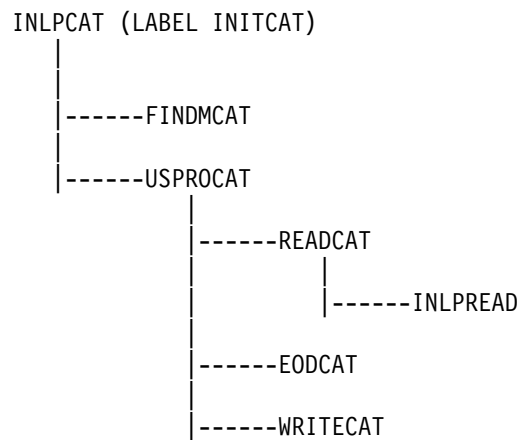 INLPCAT (LABEL INITCAT)
|
|
|------FINDMCAT
|
|------USPROCAT
|
|------READCAT
| |
| |------INLPREAD
|
|------EODCAT
|
|------WRITECAT